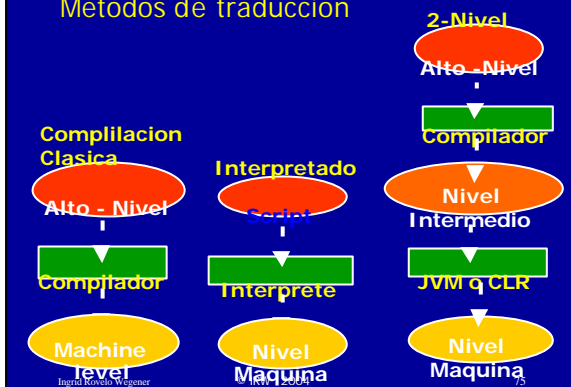 Metodos de traduccion
2-Nivel
Alto -Nivel
Compilador
Nivel
Intermedio
JVM o CLR
Nivel
Maquina
Complilacion
Clasica
Alto - Nivel
Compilador
Machine
level
Interpretado
Script
Interprete
Nivel
Maquina
Ingrid Rovelo Wegener
© IRW 2004
75